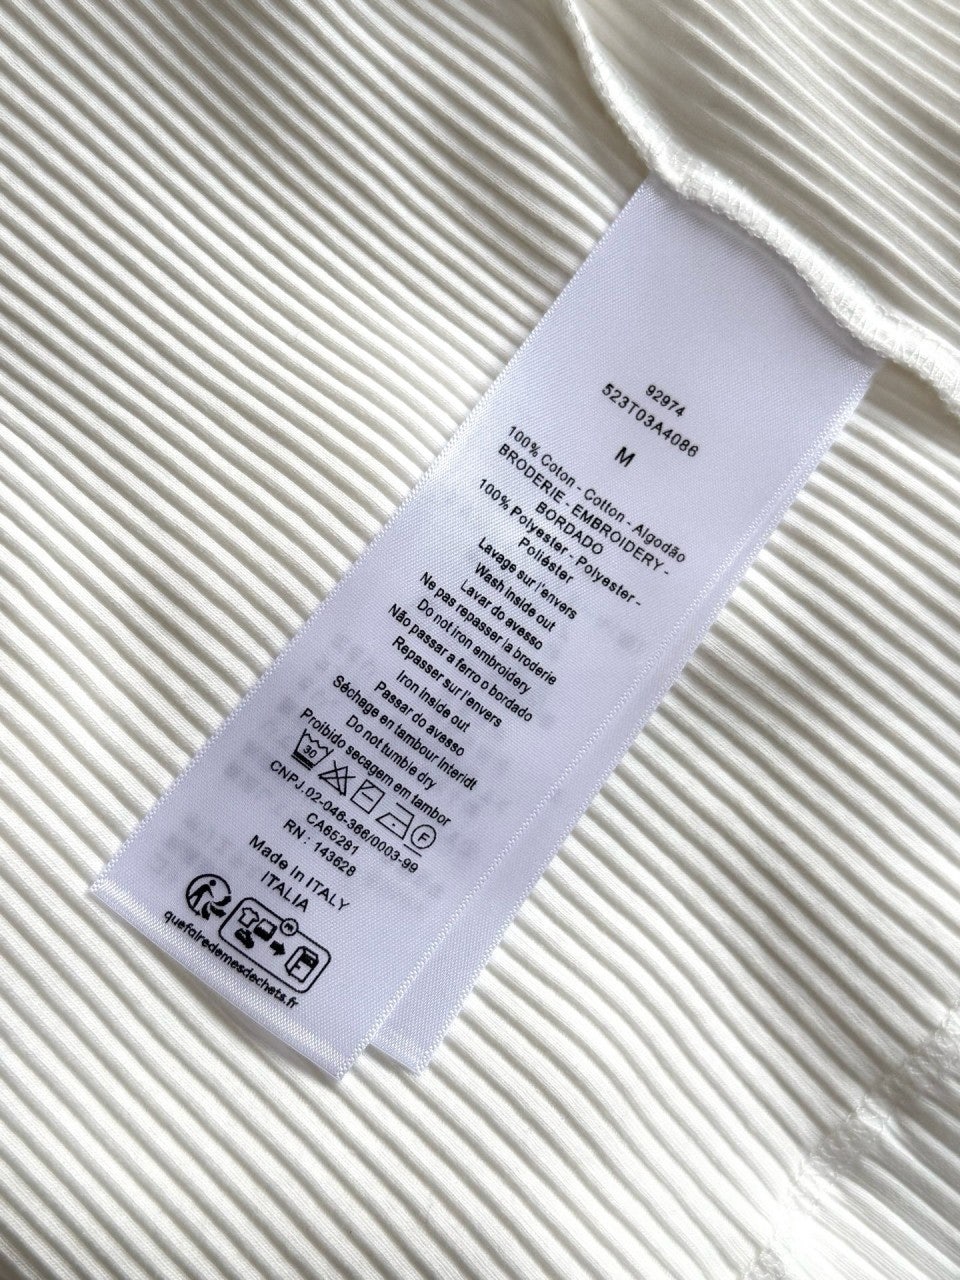 92974
523T03A4086
M
100% Coton - Cotton - Algodão
BRODERIE - EMBROIDERY -
BORDADO
100% Polyester - Polyester -
Poliéster
Lavage sur l'envers
Wash inside out
Lavar do avesso
Ne pas repasser la broderie
Do not iron embroidery
Não passar a ferro o bordado
Repasser sur l'envers
Iron inside out
Passar do avesso
Séchage en tambour interidt
Do not tumble dry
Proibido secagem em tambor
30 F
CNPJ.02-046-366/0003-99
CA65281
RN : 143628
Made in ITALY
ITALIA
quefairedemesdechets.fr